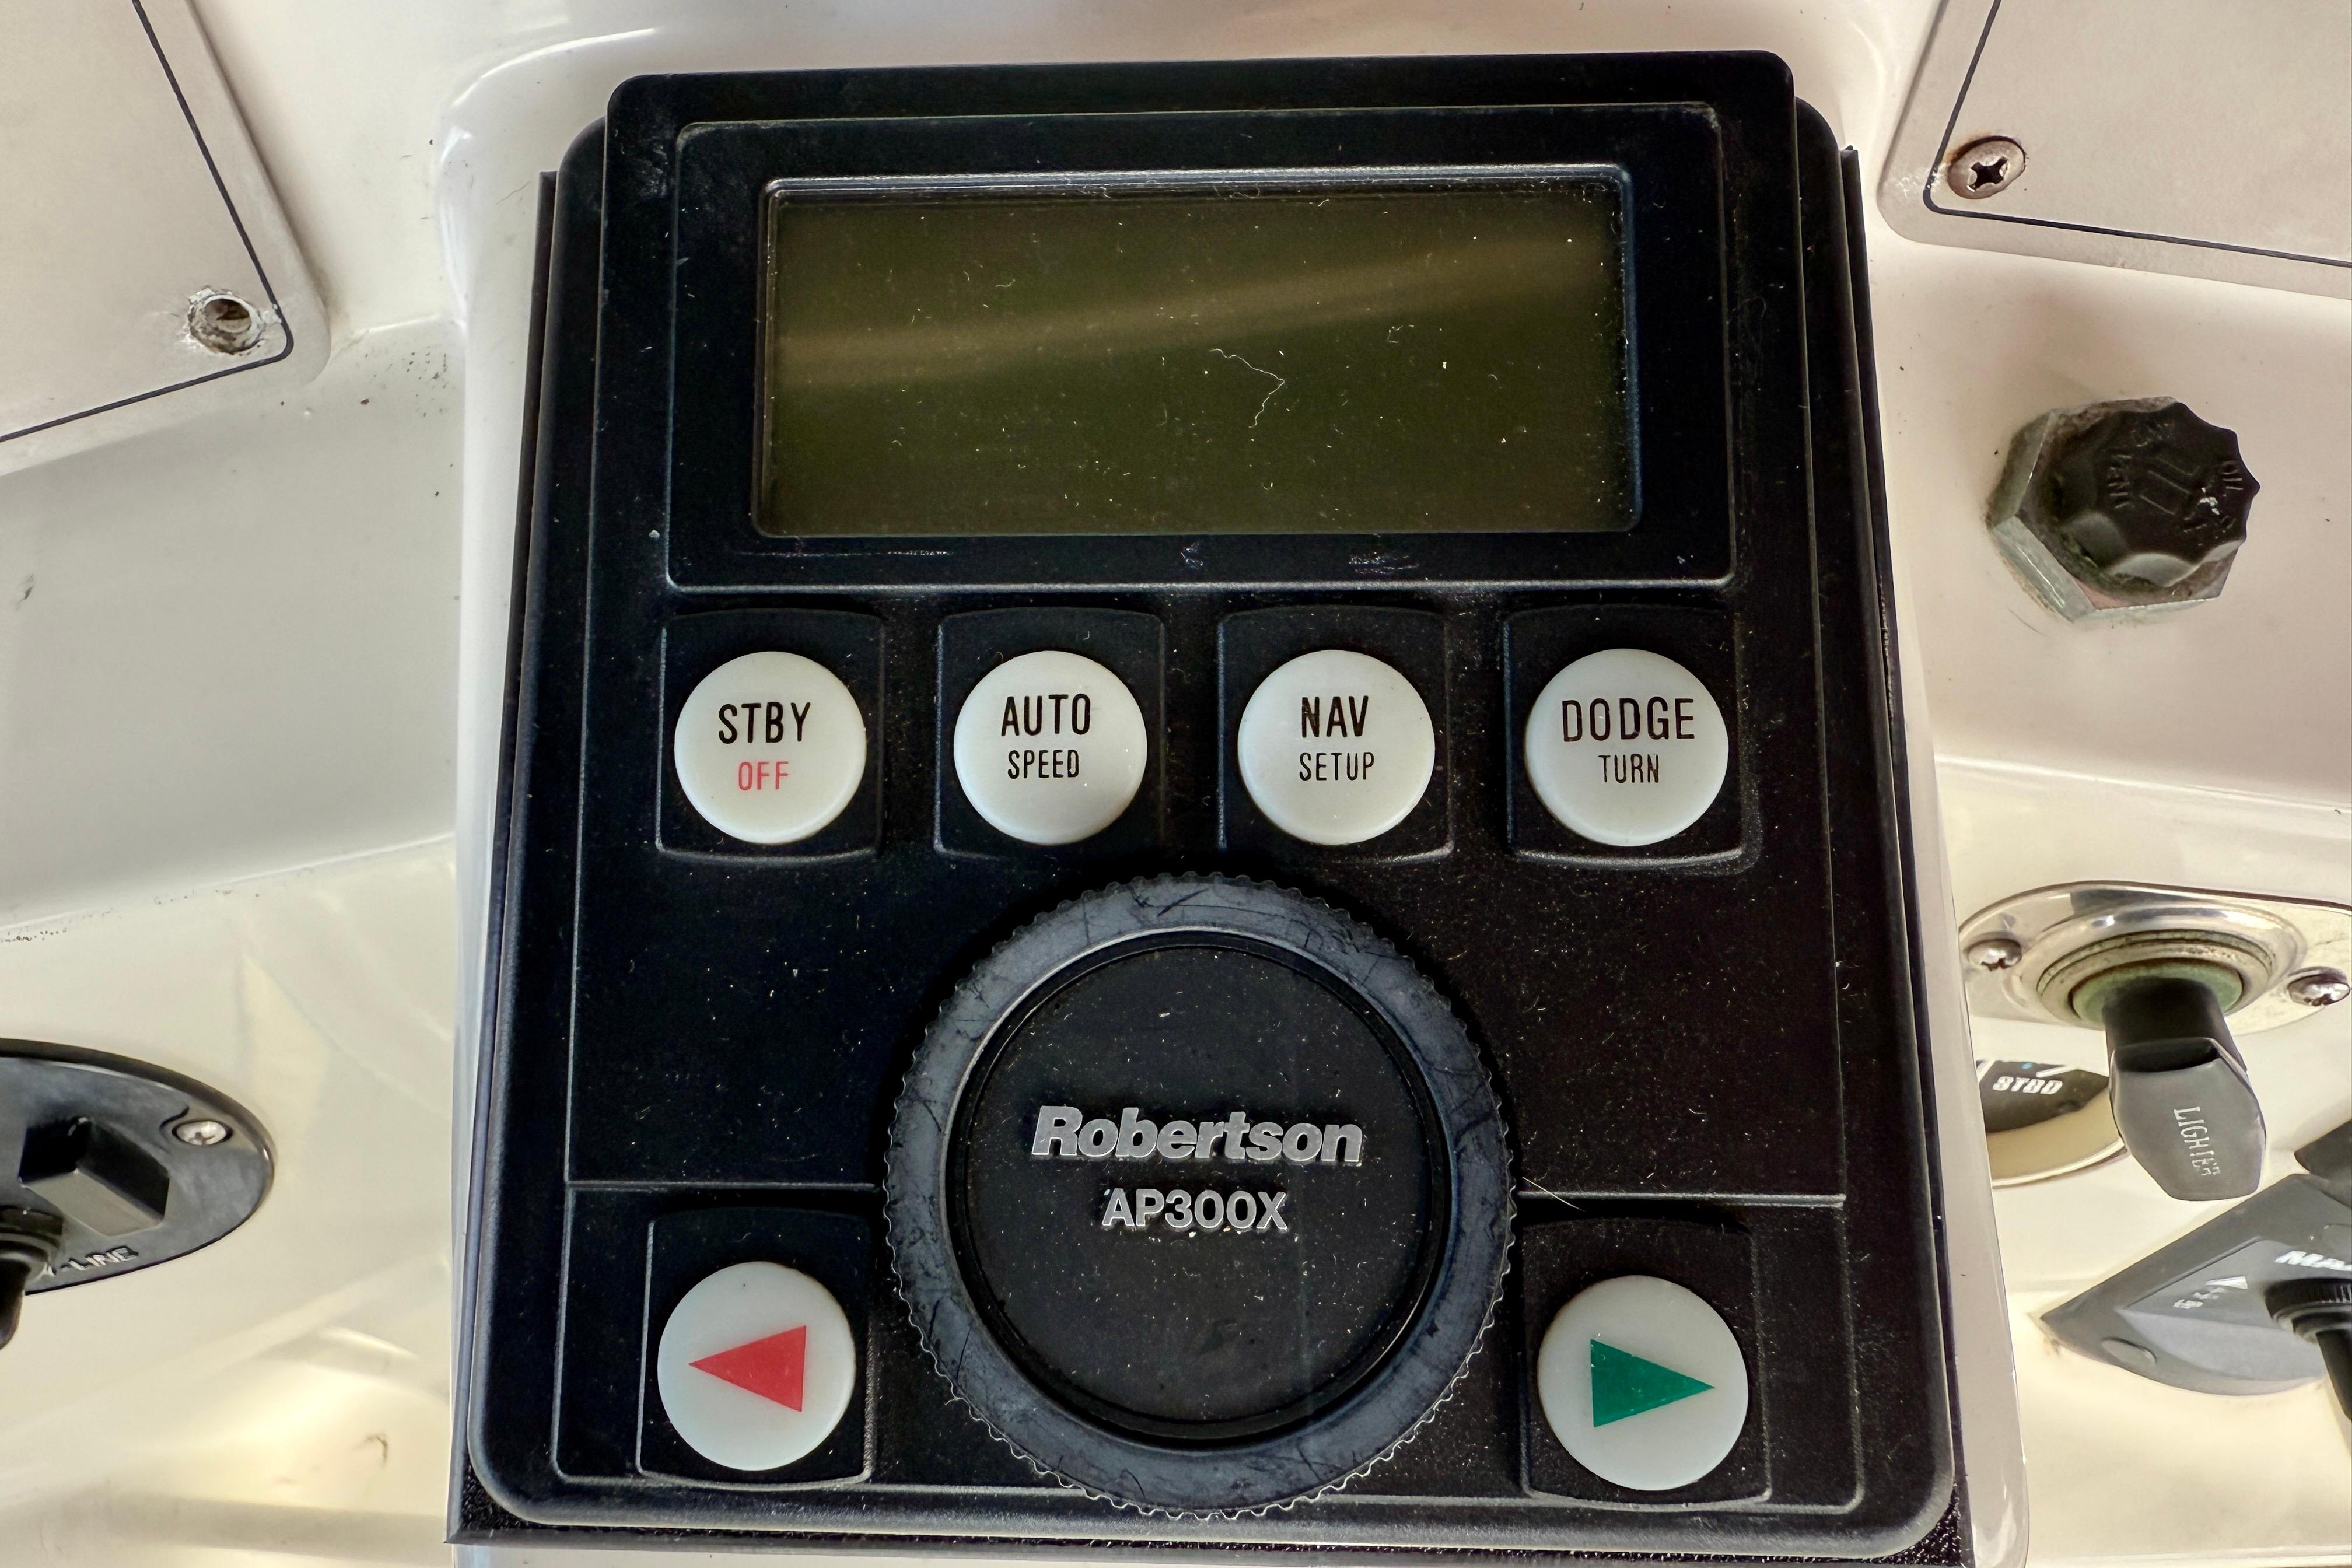 STBY
OFF
AUTO
SPEED
NAV
SETUP
DODGE
TURN
Robertson
AP300X
STBD
LIGHTER